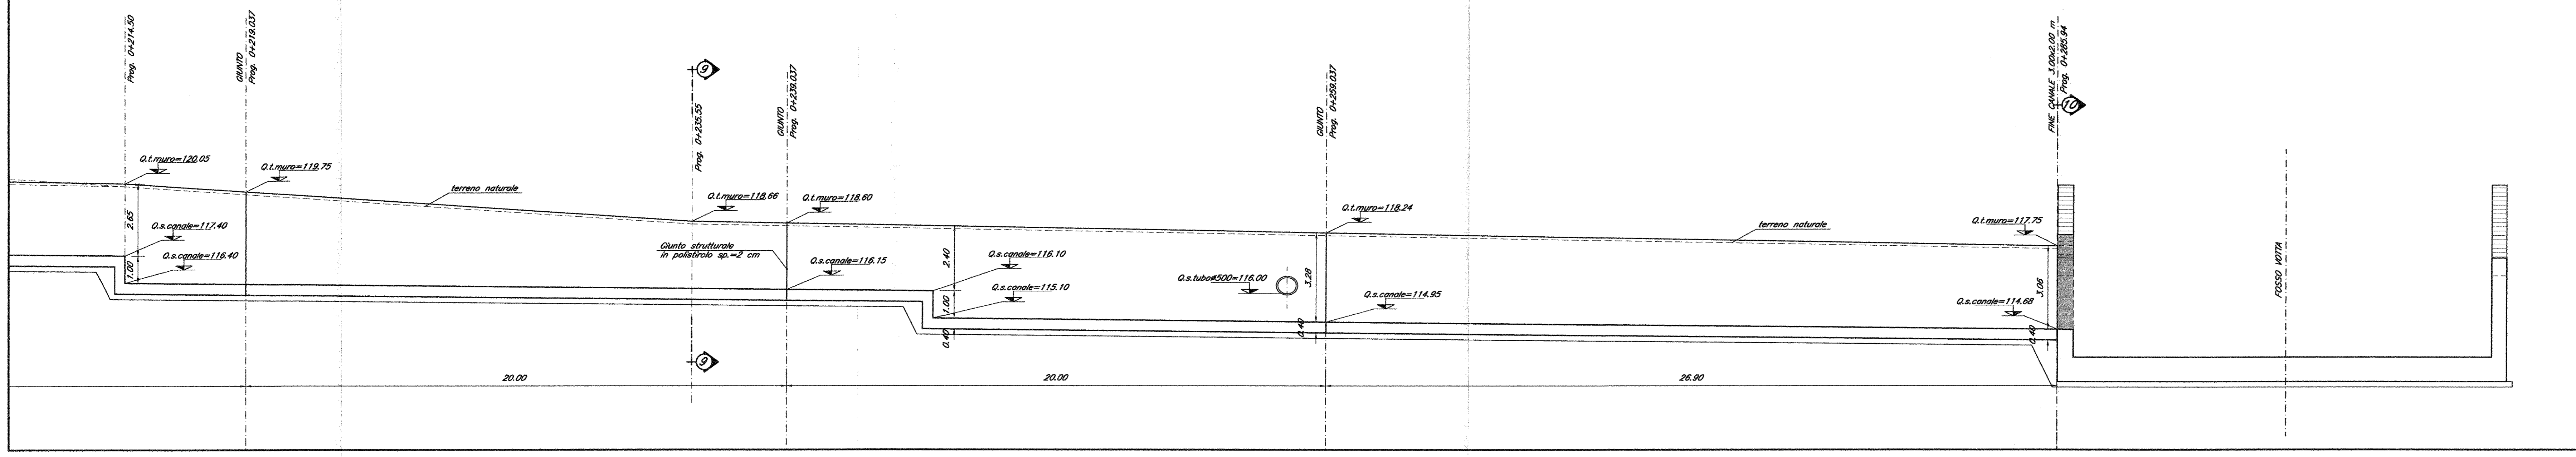 Prog. 0+214.50
GIUNTO
Prog. 0+219.037
9
Prog. 0+235.55
GIUNTO
Prog. 0+239.037
GIUNTO
Prog. 0+259.037
FINE CANALE 3.00x2.00 m
Prog. 0+285.94
10
Q.t.muro=120.05
Q.t.muro=119.75
terreno naturale
Q.t.muro=118.66
Q.t.muro=118.60
Q.t.muro=118.24
terreno naturale
Q.t.muro=117.75
2.65
Q.s.canale=117.40
1.00
Q.s.canale=116.40
Giunto strutturale
in polistirolo sp.=2 cm
Q.s.canale=116.15
2.40
Q.s.canale=116.10
1.00
Q.s.canale=115.10
0.40
Q.s.tuboø500=116.00
3.28
Q.s.canale=114.95
0.40
3.06
Q.s.canale=114.68
0.40
FOSSO VOTTA
9
20.00
20.00
26.90